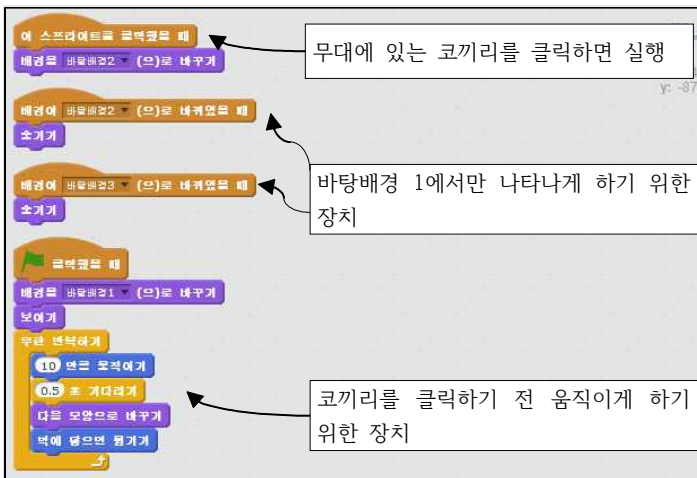 이 스프라이트를 클릭했을 때
배경을 바탕배경2 (으)로 바꾸기
무대에 있는 코끼리를 클릭하면 실행
y: -87
배경이 바탕배경2 (으)로 바뀌었을 때
숨기기
배경이 바탕배경3 (으)로 바뀌었을 때
숨기기
바탕배경 1에서만 나타나게 하기 위한
장치
클릭했을 때
배경을 바탕배경1 (으)로 바꾸기
보이기
무한 반복하기
10 만큼 움직이기
0.5 초 기다리기
다음 모양으로 바꾸기
벽에 닿으면 튕기기
코끼리를 클릭하기 전 움직이게 하기
위한 장치